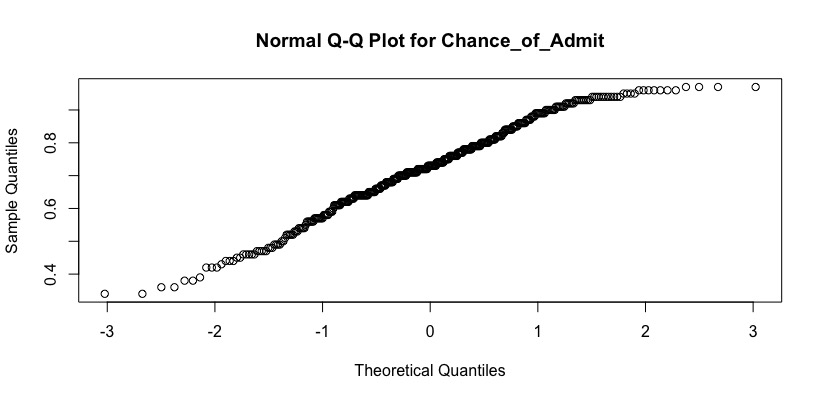 Normal Q-Q Plot for Chance_of_Admit
Sample Quantiles
0.8
0.6
0.4
-3 -2 -1 0 1 2 3
Theoretical Quantiles